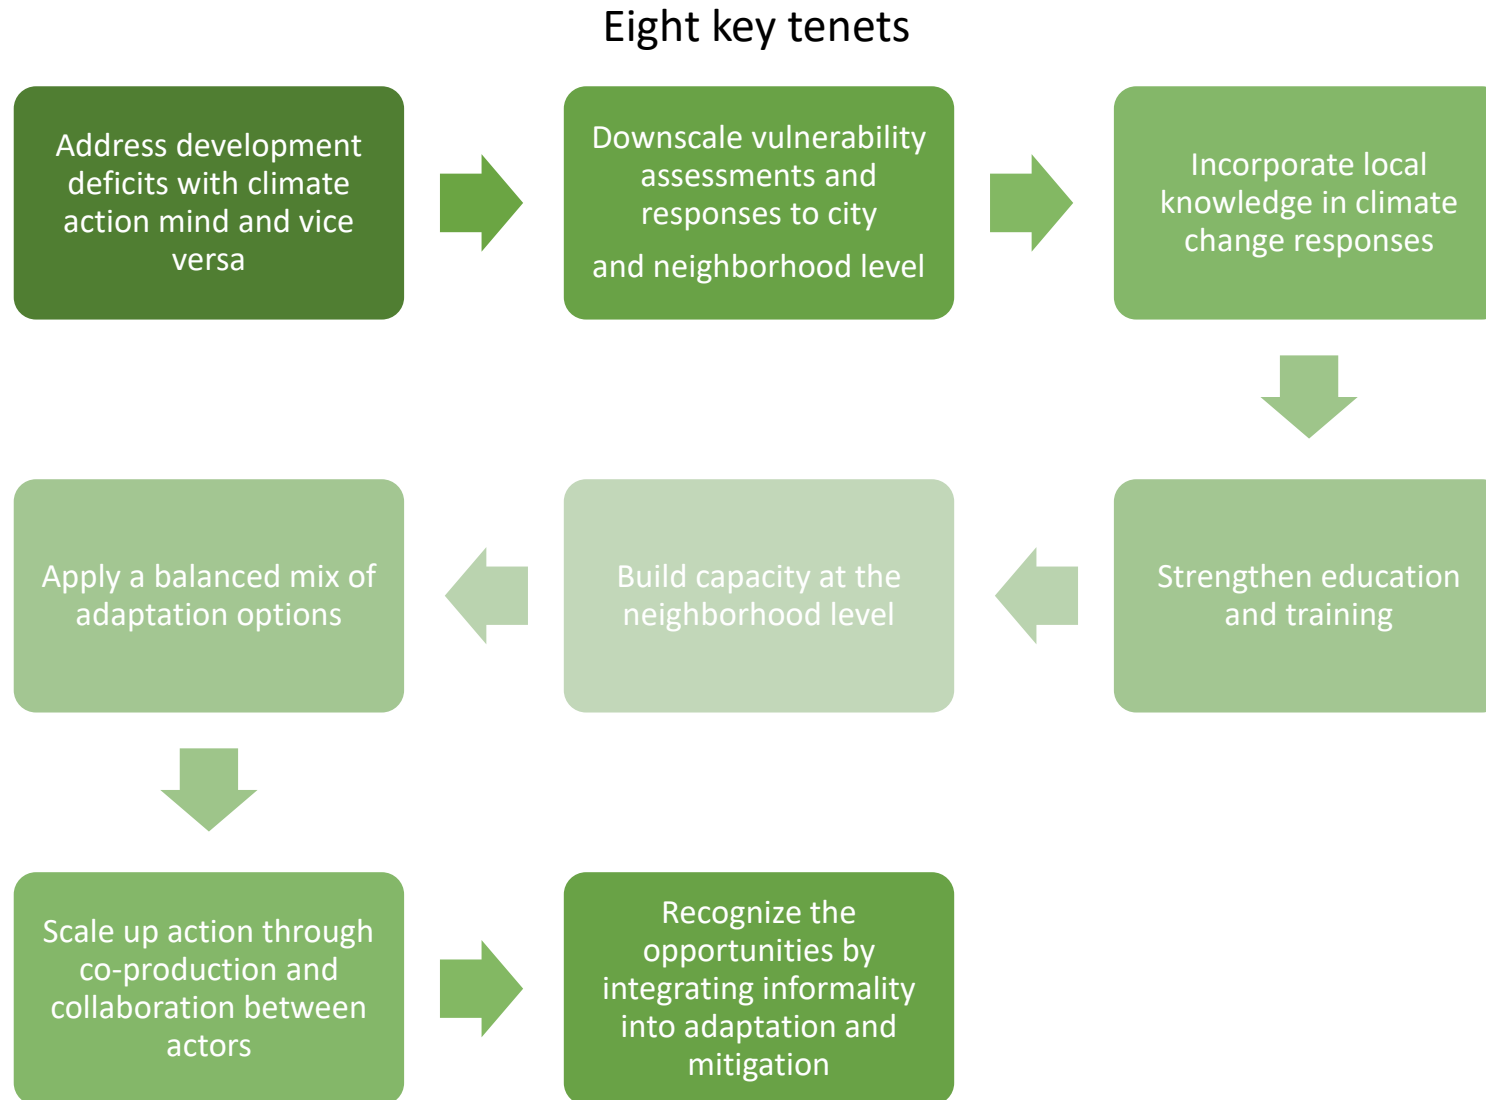 Eight key tenets
Address development
deficits with climate
action mind and vice
versa
Downscale vulnerability
assessments and
responses to city
and neighborhood level
Incorporate local
knowledge in climate
change responses
Strengthen education
and training
Build capacity at the
neighborhood level
Apply a balanced mix of
adaptation options
Scale up action through
co-production and
collaboration between
actors
Recognize the
opportunities by
integrating informality
into adaptation and
mitigation